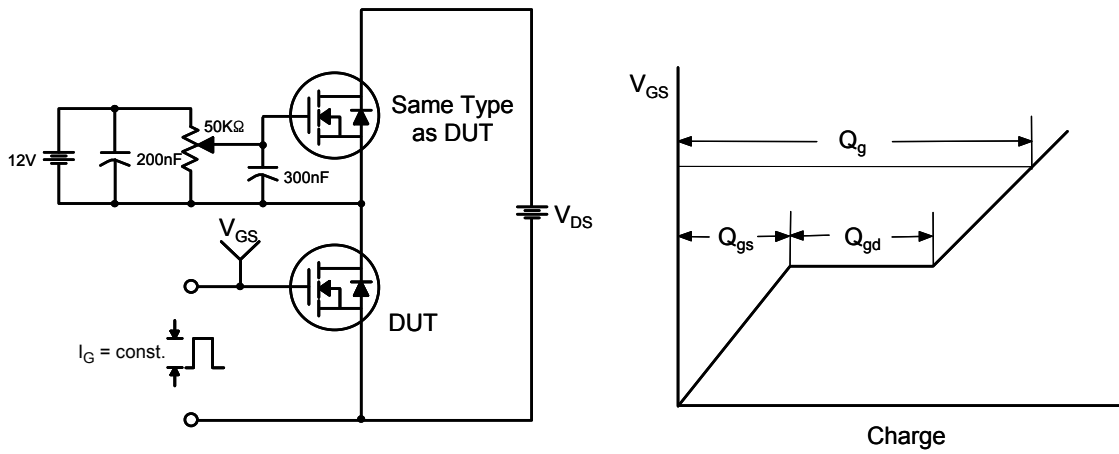 12V
200nF
50KΩ
300nF
Same Type
as DUT
V_DS
V_GS
DUT
I_G = const.
V_GS
Q_g
Q_gs
Q_gd
Charge